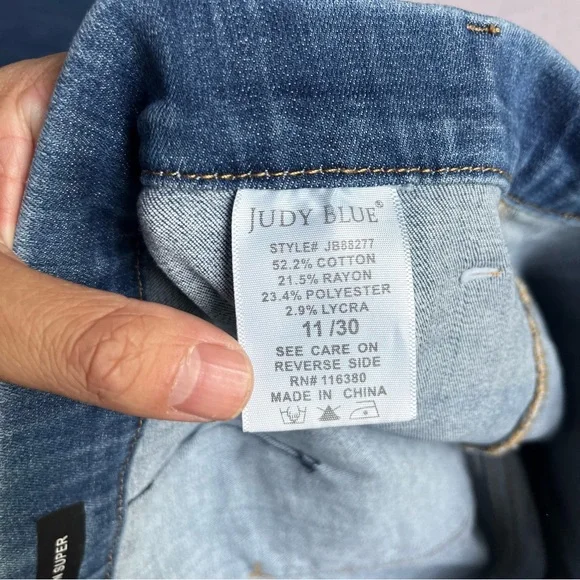 JUDY BLUE®
STYLE# JB88277
52.2% COTTON
21.5% RAYON
23.4% POLYESTER
2.9% LYCRA
11 /30
SEE CARE ON
REVERSE SIDE
RN# 116380
MADE IN CHINA
SUPER